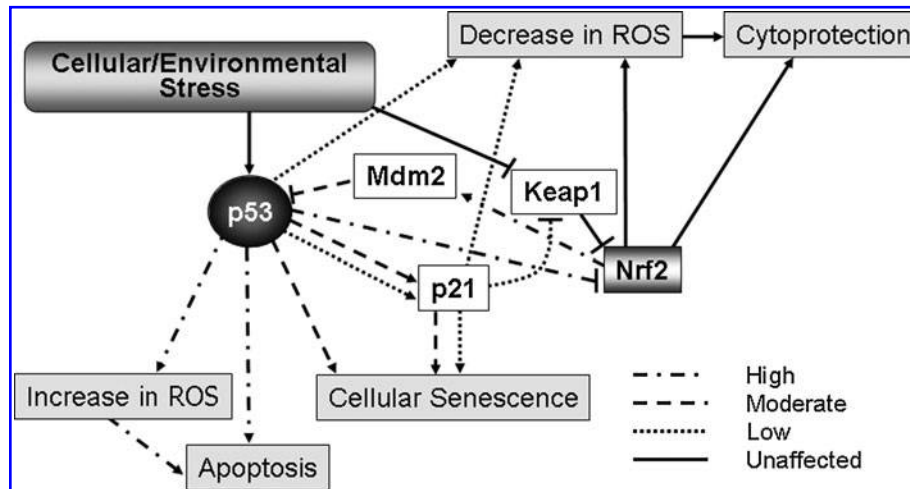 Decrease in ROS
Cytoprotection
Cellular/Environmental
Stress
Mdm2
Keap1
p53
Nrf2
p21
Increase in ROS
Cellular Senescence
Apoptosis
High
Moderate
Low
Unaffected